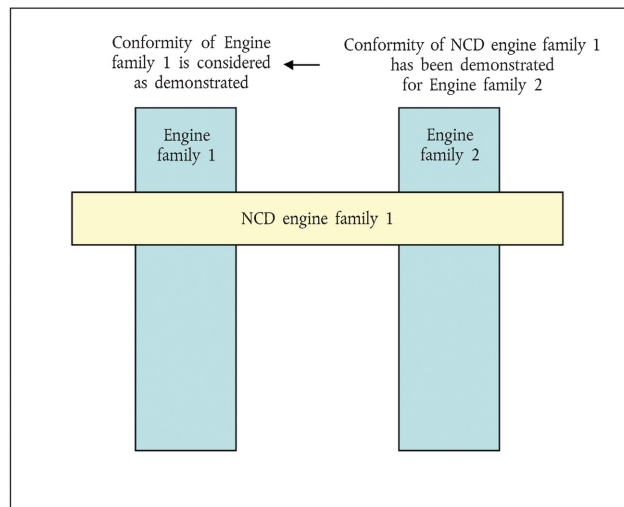 Conformity of Engine
family 1 is considered
as demonstrated
Conformity of NCD engine family 1
has been demonstrated
for Engine family 2
Engine
family 1
Engine
family 2
NCD engine family 1